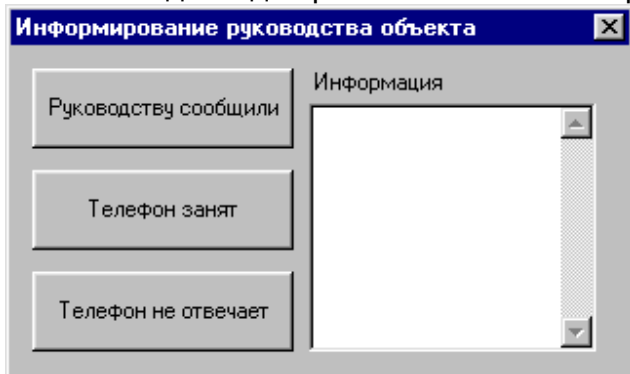 Информирование руководства объекта
Руководству сообщили
Информация
Телефон занят
Телефон не отвечает